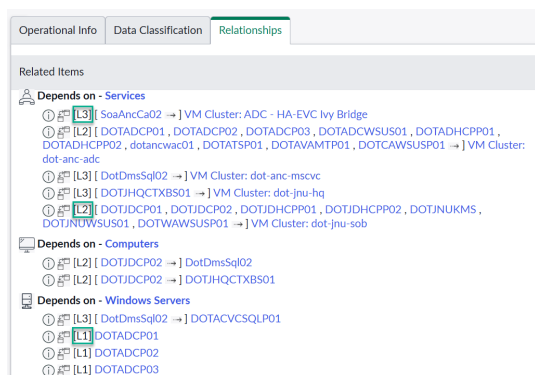 Operational Info Data Classification Relationships
Related Items
Depends on - Services
[L3] [ SoaAncCa02 → ] VM Cluster: ADC - HA-EVC Ivy Bridge
[L2] [ DOTADCP01 , DOTADCP02 , DOTADCP03 , DOTADCWSUS01 , DOTADHCPP01 ,
DOTADHCPP02 , dotancwac01 , DOTATSP01 , DOTAVAMTP01 , DOTCAWSUSP01 → ] VM Cluster:
dot-anc-adc
[L3] [ DotDmsSql02 → ] VM Cluster: dot-anc-mscvc
[L3] [ DOTJHQCTXBS01 → ] VM Cluster: dot-jnu-hq
[L2] [ DOTJDCP01 , DOTJDCP02 , DOTJDHCPP01 , DOTJDHCPP02 , DOTJNUKMS ,
DOTJNUWSUS01 , DOTWAWSUSP01 → ] VM Cluster: dot-jnu-sob
Depends on - Computers
[L2] [ DOTJDCP02 → ] DotDmsSql02
[L2] [ DOTJDCP02 → ] DOTJHQCTXBS01
Depends on - Windows Servers
[L3] [ DotDmsSql02 → ] DOTACVCSQLP01
[L1] DOTADCP01
[L1] DOTADCP02
[L1] DOTADCP03